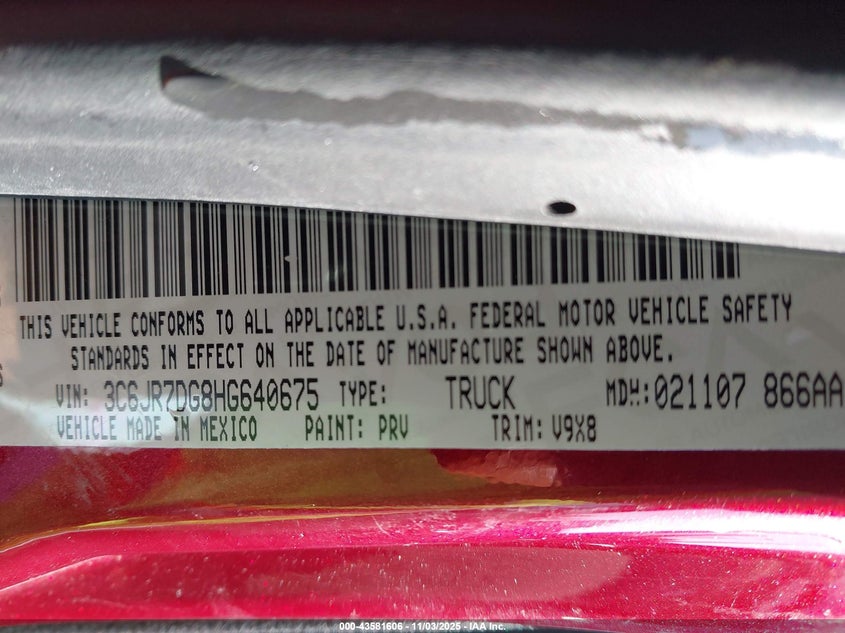 THIS VEHICLE CONFORMS TO ALL APPLICABLE U.S.A. FEDERAL MOTOR VEHICLE SAFETY
STANDARDS IN EFFECT ON THE DATE OF MANUFACTURE SHOWN ABOVE.
VIN: 3C6JR7DG8HG640675 TYPE: TRUCK MDH:021107 866AA
VEHICLE MADE IN MEXICO PAINT: PRV TRIM: V9X8
000-43581606 - 11/03/2025 - IAA Inc.